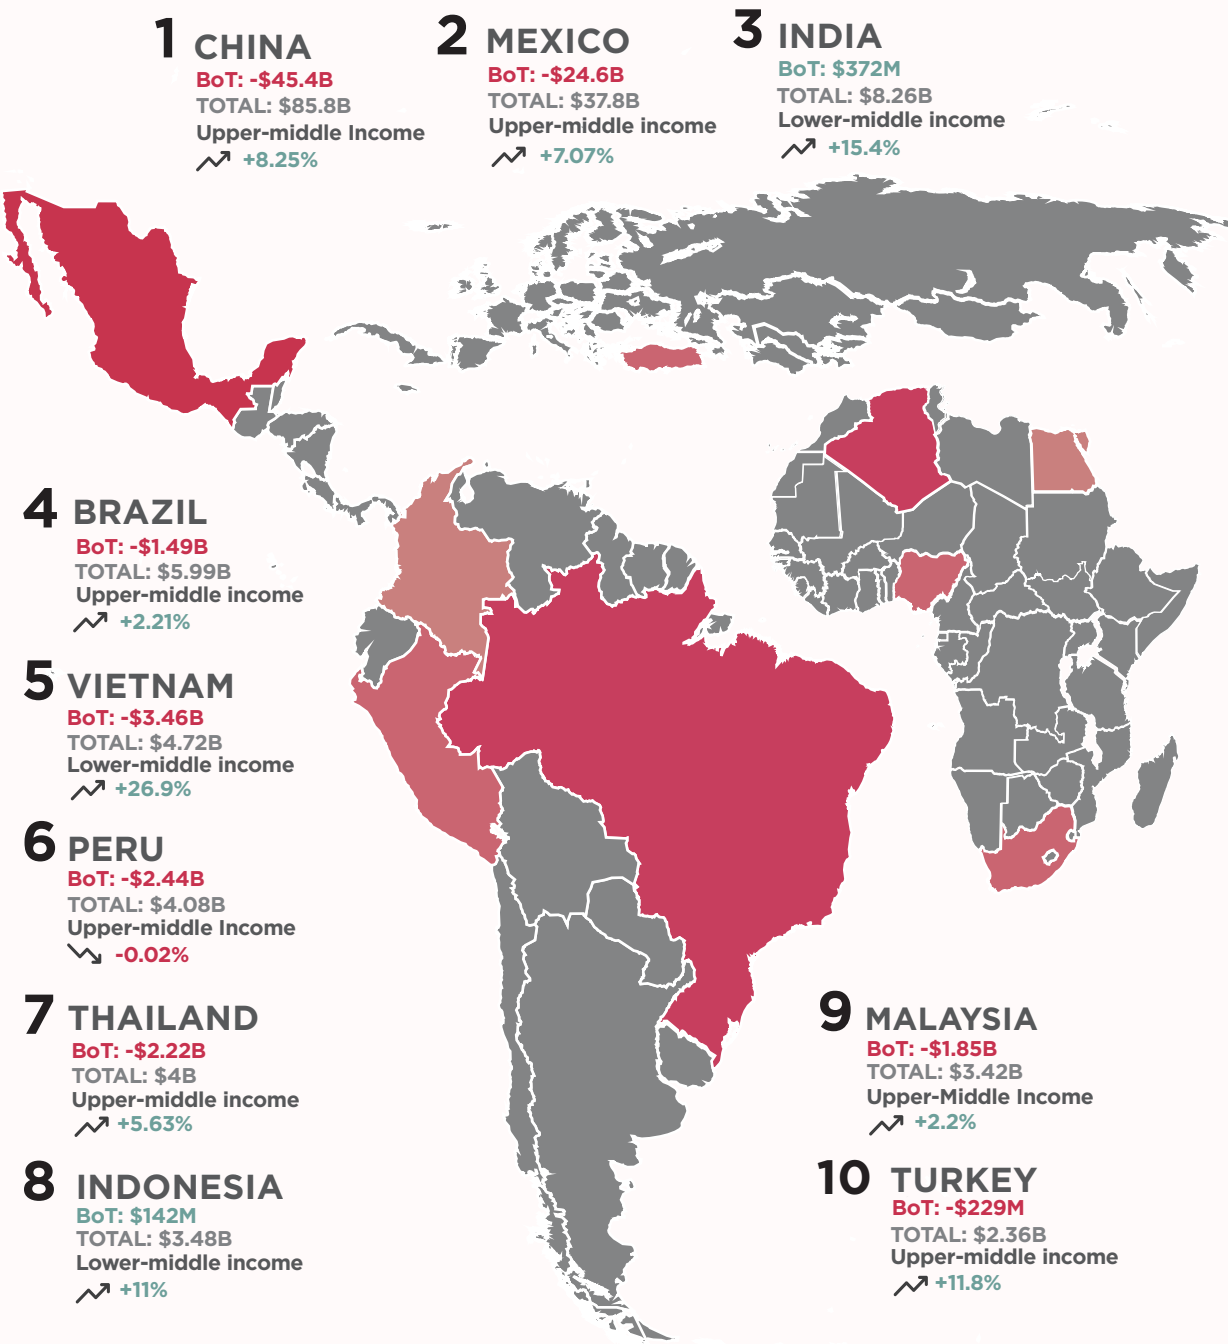 1 CHINA
BoT: -$45.4B
TOTAL: $85.8B
Upper-middle Income
+8.25%
2 MEXICO
BoT: -$24.6B
TOTAL: $37.8B
Upper-middle income
+7.07%
3 INDIA
BoT: $372M
TOTAL: $8.26B
Lower-middle income
+15.4%
4 BRAZIL
BoT: -$1.49B
TOTAL: $5.99B
Upper-middle income
+2.21%
5 VIETNAM
BoT: -$3.46B
TOTAL: $4.72B
Lower-middle income
+26.9%
6 PERU
BoT: -$2.44B
TOTAL: $4.08B
Upper-middle Income
-0.02%
7 THAILAND
BoT: -$2.22B
TOTAL: $4B
Upper-middle income
+5.63%
8 INDONESIA
BoT: $142M
TOTAL: $3.48B
Lower-middle income
+11%
9 MALAYSIA
BoT: -$1.85B
TOTAL: $3.42B
Upper-Middle Income
+2.2%
10 TURKEY
BoT: -$229M
TOTAL: $2.36B
Upper-middle income
+11.8%